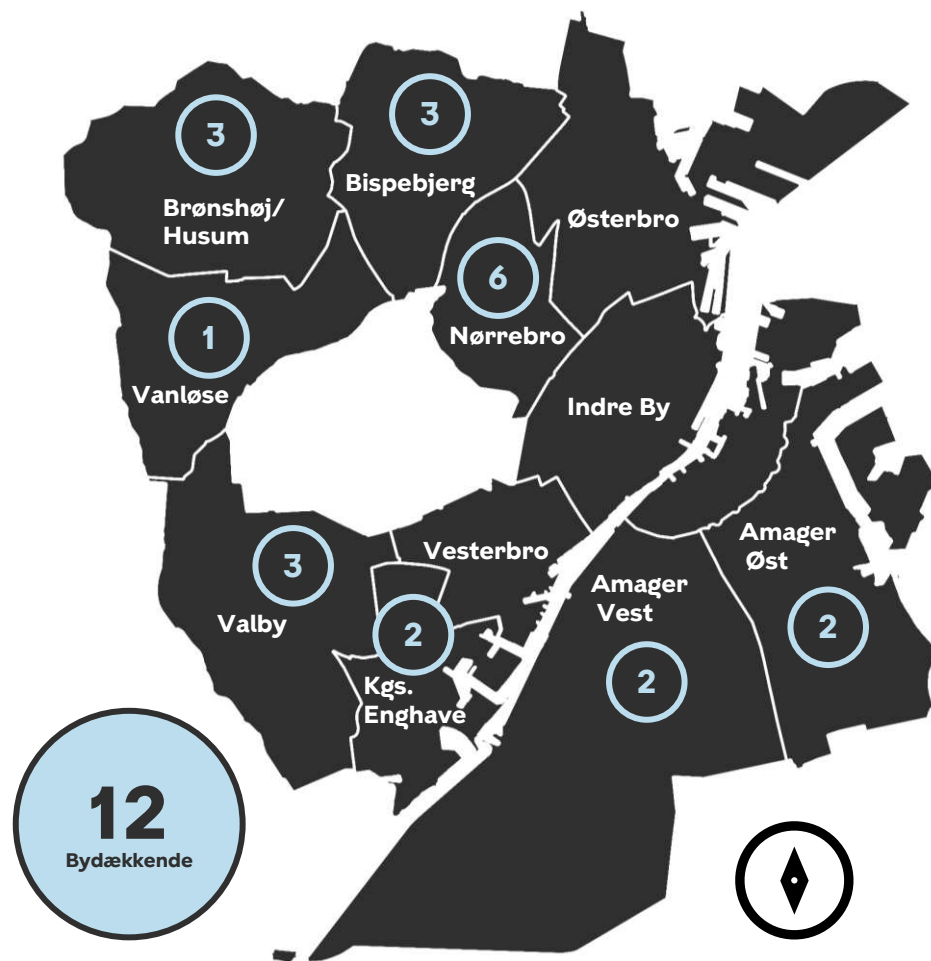 3
Brønshøj/
Husum
3
Bispebjerg
Østerbro
6
Nørrebro
1
Vanløse
Indre By
3
Valby
Vesterbro
2
Kgs.
Enghave
Amager
Vest
2
Amager
Øst
2
12
Bydækkende